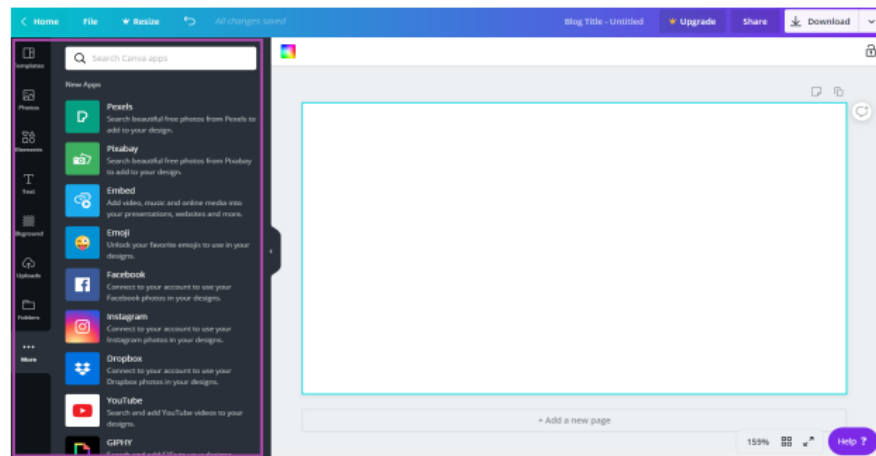 Home File Resize All changes saved Blog Title - Untitled Upgrade Share Download
Templates
Photos
Elements
Text
Bkground
Uploads
Folders
More
Search Canva apps
New Apps
Pexels
Search beautiful free photos from Pexels to
add to your design.
Pixabay
Search beautiful free photos from Pixabay
to add to your design.
Embed
Add video, music and online media into
your presentations, websites and more.
Emoji
Unlock your favorite emojis to use in your
designs.
Facebook
Connect to your account to use your
Facebook photos in your designs.
Instagram
Connect to your account to use your
Instagram photos in your designs.
Dropbox
Connect to your account to use your
Dropbox photos in your designs.
YouTube
Search and add YouTube videos to your
designs.
GIPHY
+ Add a new page
159% Help ?